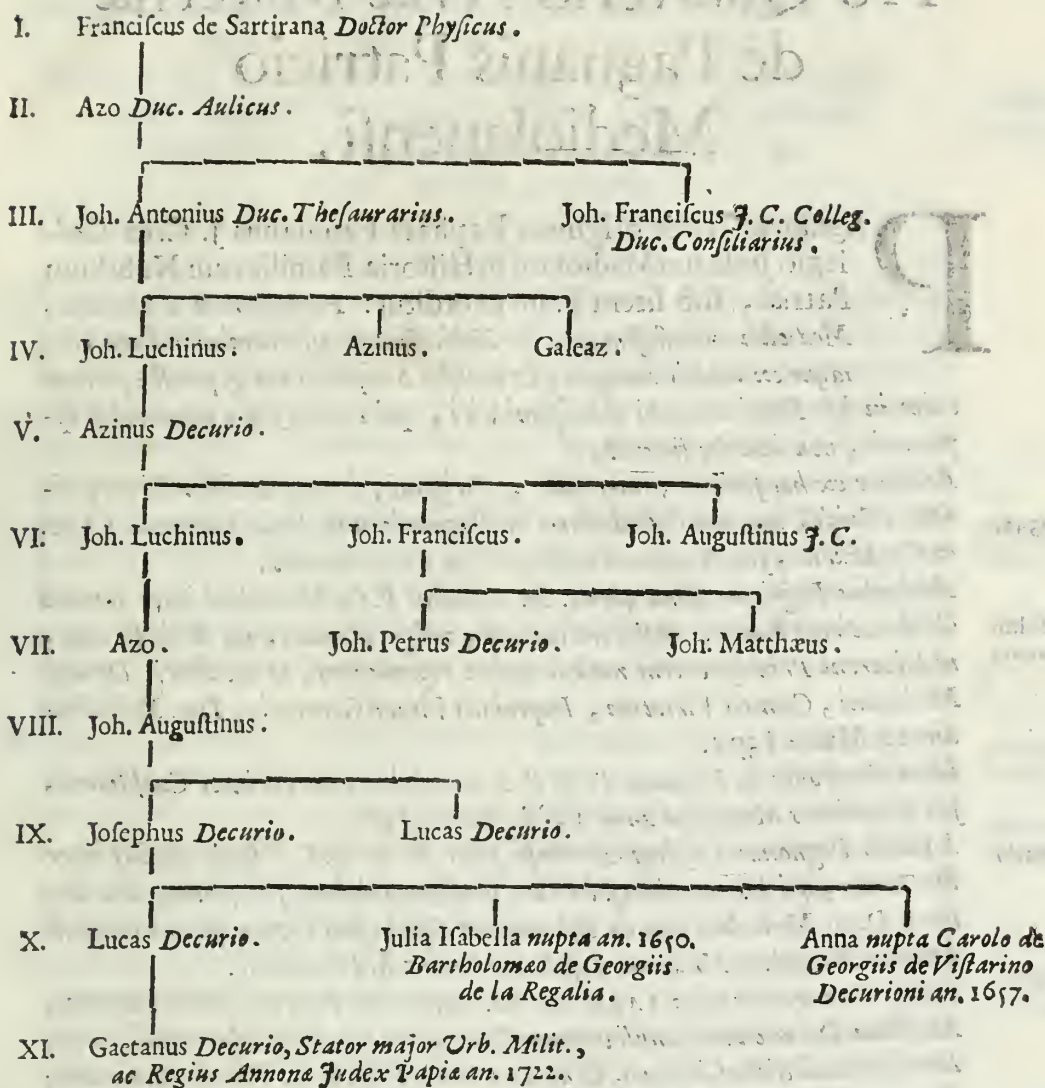 I. Franciſcus de Sartirana Doctor Phyſicus.
II. Azo Duc. Aulicus.
III. Joh. Antonius Duc. Theſaurarius. Joh. Franciſcus J. C. Colleg.
Duc. Conſiliarius.
IV. Joh. Luchinus. Azinus. Galeaz.
V. Azinus Decurio.
VI. Joh. Luchinus. Joh. Franciſcus. Joh. Auguſtinus J. C.
VII. Azo. Joh. Petrus Decurio. Joh. Matthæus.
VIII. Joh. Auguſtinus.
IX. Joſephus Decurio. Lucas Decurio.
X. Lucas Decurio. Julia Iſabella nupta an. 1650. Anna nupta Carolo de
Bartholomæo de Georgiis Georgiis de Viſtarino
de la Regalia. Decurioni an. 1657.
XI. Gaetanus Decurio, Stator major Urb. Milit.,
ac Regius Annonæ Judex Papiæ an. 1722.